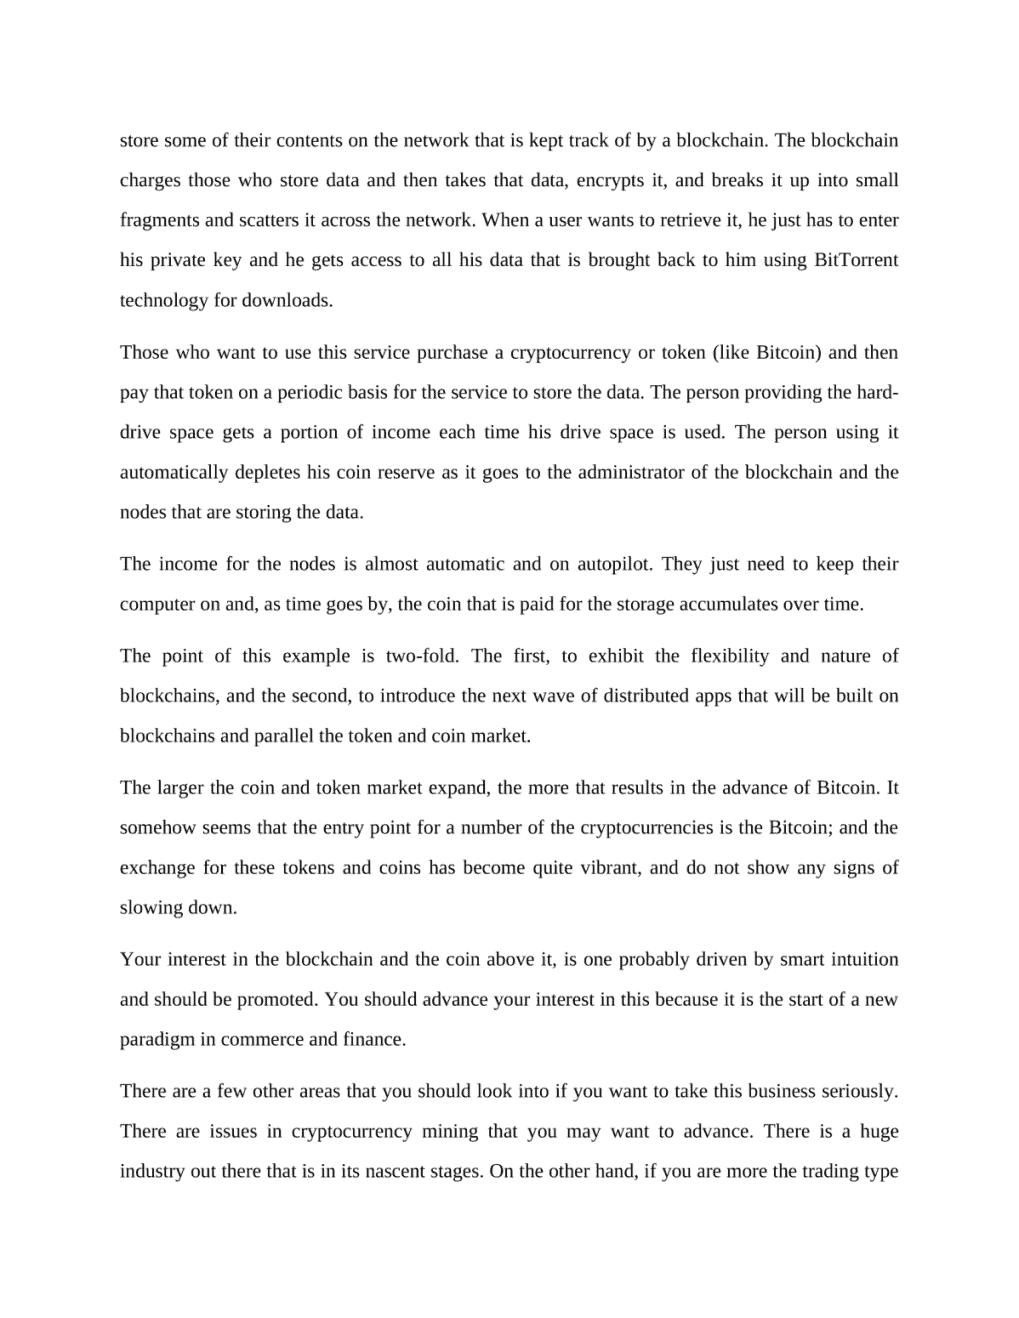 store some of their contents on the network that is kept track of by a blockchain. The blockchain
charges those who store data and then takes that data, encrypts it, and breaks it up into small
fragments and scatters it across the network. When a user wants to retrieve it, he just has to enter
his private key and he gets access to all his data that is brought back to him using BitTorrent
technology for downloads.
Those who want to use this service purchase a cryptocurrency or token (like Bitcoin) and then
pay that token on a periodic basis for the service to store the data. The person providing the hard-
drive space gets a portion of income each time his drive space is used. The person using it
automatically depletes his coin reserve as it goes to the administrator of the blockchain and the
nodes that are storing the data.
The income for the nodes is almost automatic and on autopilot. They just need to keep their
computer on and, as time goes by, the coin that is paid for the storage accumulates over time.
The point of this example is two-fold. The first, to exhibit the flexibility and nature of
blockchains, and the second, to introduce the next wave of distributed apps that will be built on
blockchains and parallel the token and coin market.
The larger the coin and token market expand, the more that results in the advance of Bitcoin. It
somehow seems that the entry point for a number of the cryptocurrencies is the Bitcoin; and the
exchange for these tokens and coins has become quite vibrant, and do not show any signs of
slowing down.
Your interest in the blockchain and the coin above it, is one probably driven by smart intuition
and should be promoted. You should advance your interest in this because it is the start of a new
paradigm in commerce and finance.
There are a few other areas that you should look into if you want to take this business seriously.
There are issues in cryptocurrency mining that you may want to advance. There is a huge
industry out there that is in its nascent stages. On the other hand, if you are more the trading type